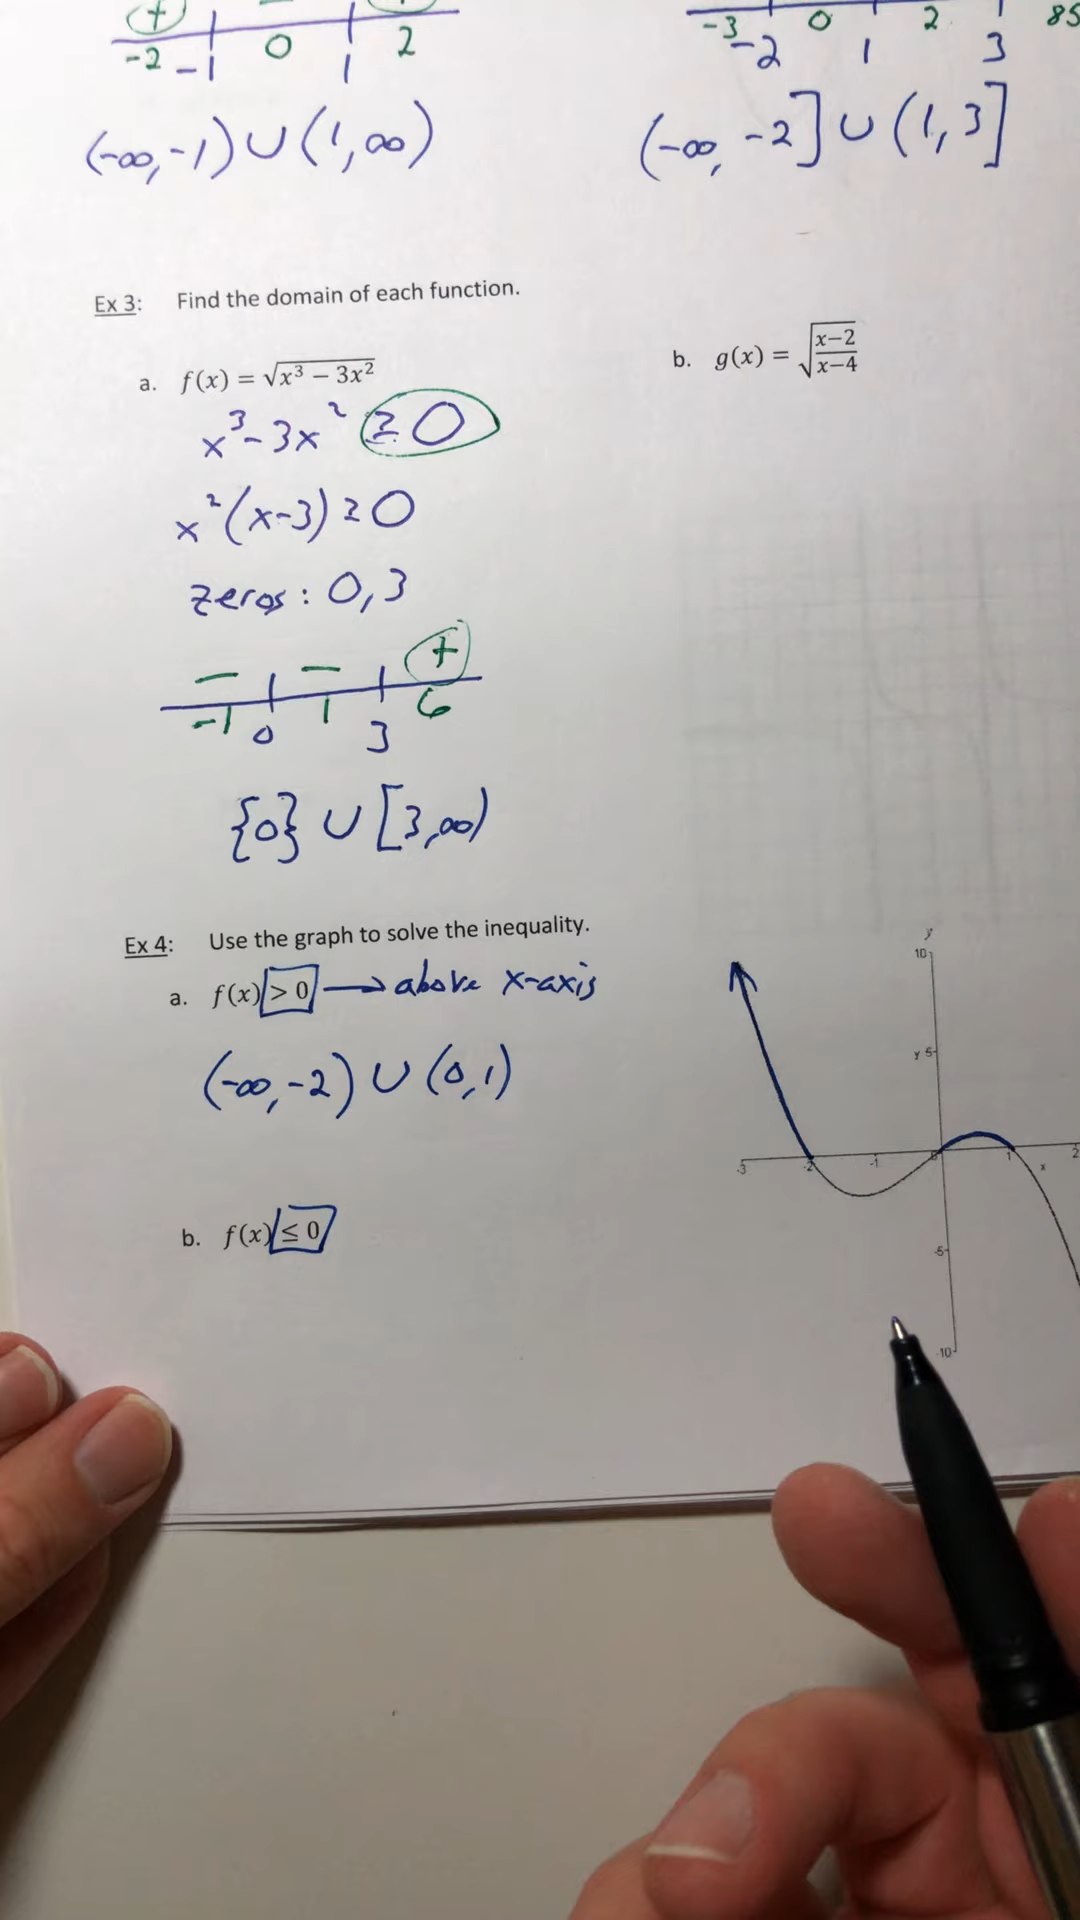 + -2 -1 0 1 2
-3 -2 0 1 2 3 85
(-∞, -1) ∪ (1, ∞)
(-∞, -2] ∪ (1, 3]
Ex 3: Find the domain of each function.
a. f(x) = √x³ − 3x²
b. g(x) = √x−2/x−4
x³ - 3x² ≥ 0
x²(x-3) ≥ 0
zeros: 0, 3
− − +
-1 0 1 3 6
{0} ∪ [3, ∞)
Ex 4: Use the graph to solve the inequality.
a. f(x) > 0 → above x-axis
(-∞, -2) ∪ (0, 1)
b. f(x) ≤ 0
y
10
y 5
-3 -2 -1 0 1 x 2
-5
-10